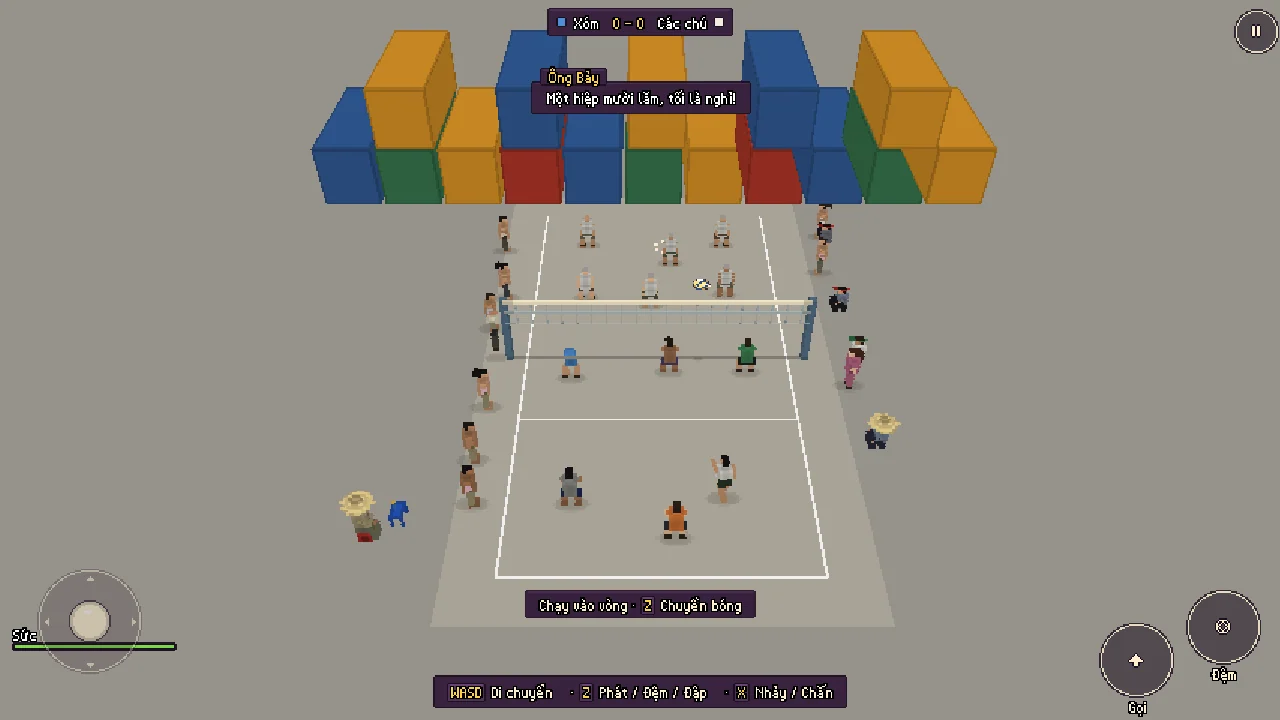 Xóm 0 - 0 Các chú
Ông Bảy
Một hiệp mười lăm, tối là nghỉ!
Chạy vào vòng · Z Chuyền bóng
Sức
Đệm
Gọi
WASD Di chuyển · Z Phát / Đệm / Đập · X Nhảy / Chắn